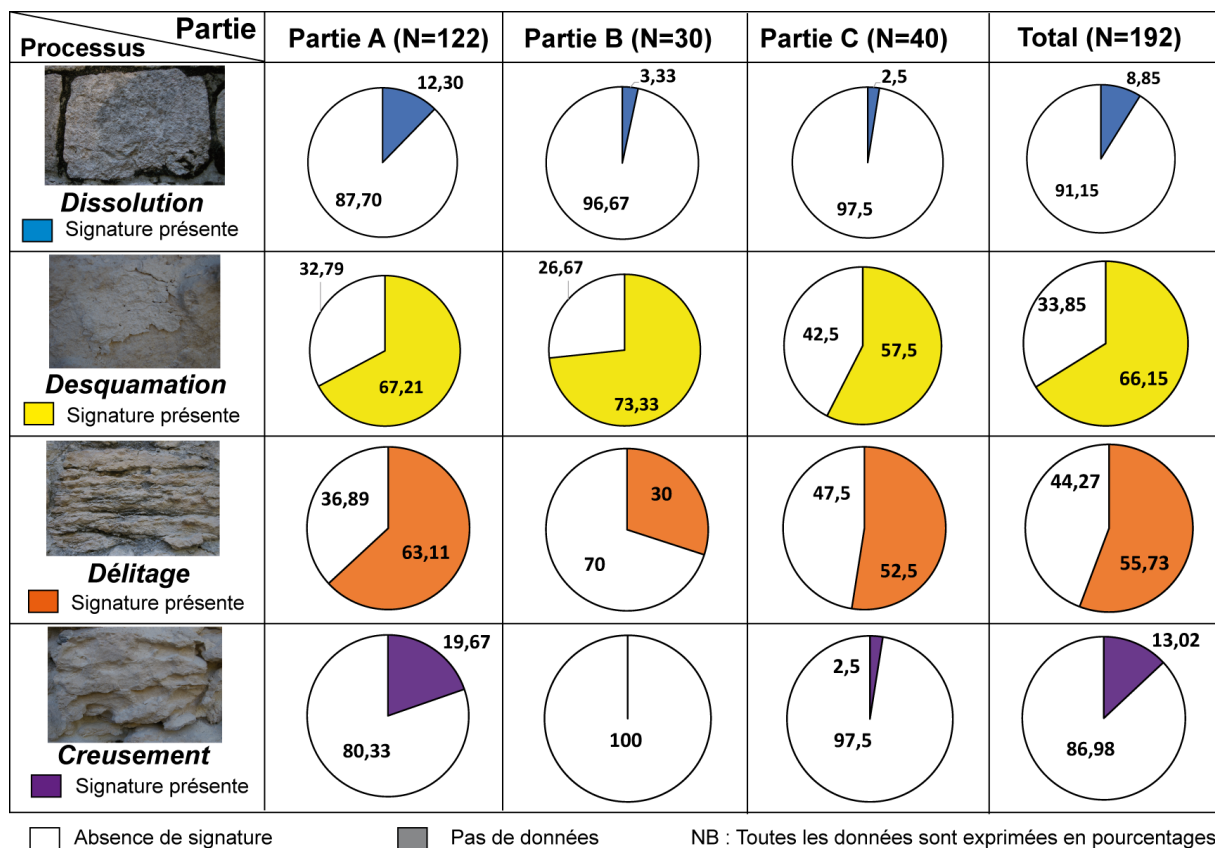 Partie
Processus
Partie A (N=122)
Partie B (N=30)
Partie C (N=40)
Total (N=192)
Dissolution
Signature présente
12,30
87,70
3,33
96,67
2,5
97,5
8,85
91,15
Desquamation
Signature présente
32,79
67,21
26,67
73,33
42,5
57,5
33,85
66,15
Délitage
Signature présente
36,89
63,11
30
70
47,5
52,5
44,27
55,73
Creusement
Signature présente
19,67
80,33
100
2,5
97,5
13,02
86,98
Absence de signature
Pas de données
NB : Toutes les données sont exprimées en pourcentages